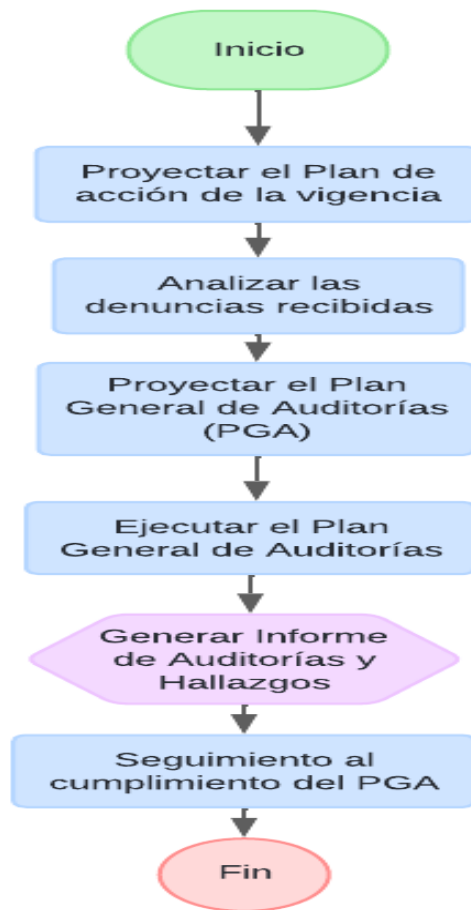 Inicio
Proyectar el Plan de
acción de la vigencia
Analizar las
denuncias recibidas
Proyectar el Plan
General de Auditorías
(PGA)
Ejecutar el Plan
General de Auditorías
Generar Informe
de Auditorías y
Hallazgos
Seguimiento al
cumplimiento del PGA
Fin